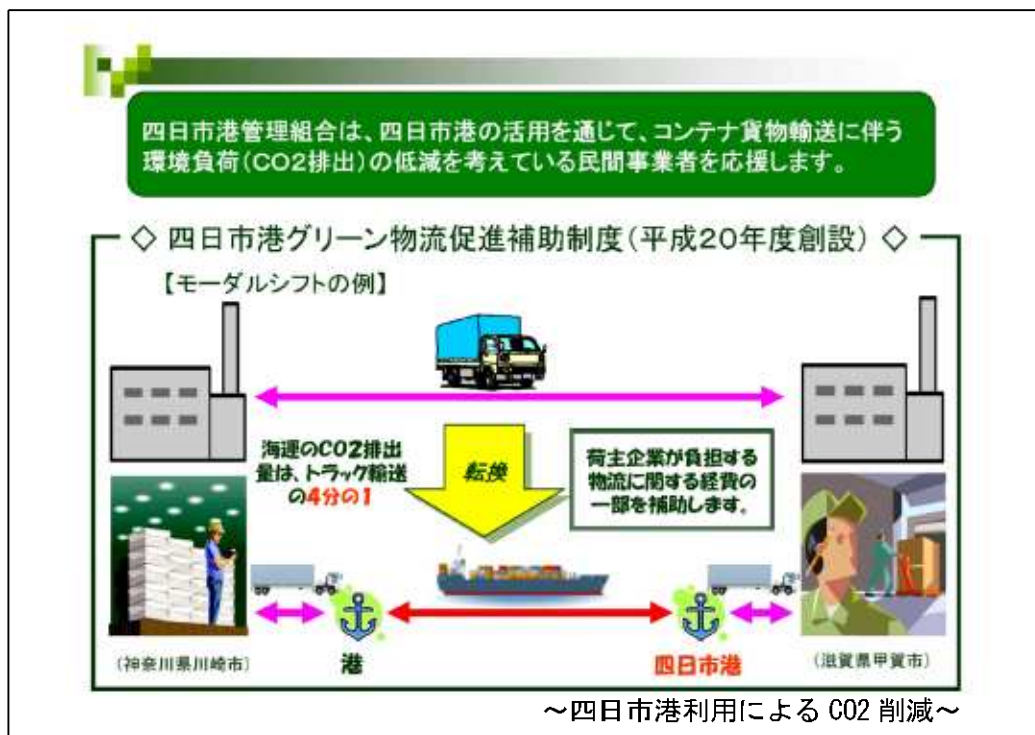 四日市港管理組合は、四日市港の活用を通じて、コンテナ貨物輸送に伴う
環境負荷（CO2排出）の低減を考えている民間事業者を応援します。
◇ 四日市港グリーン物流促進補助制度（平成20年度創設） ◇
【モーダルシフトの例】
海運のCO2排出
量は、トラック輸送
の4分の1
転換
荷主企業が負担する
物流に関する経費の
一部を補助します。
（神奈川県川崎市）
港
四日市港
（滋賀県甲賀市）
～四日市港利用による CO2 削減～